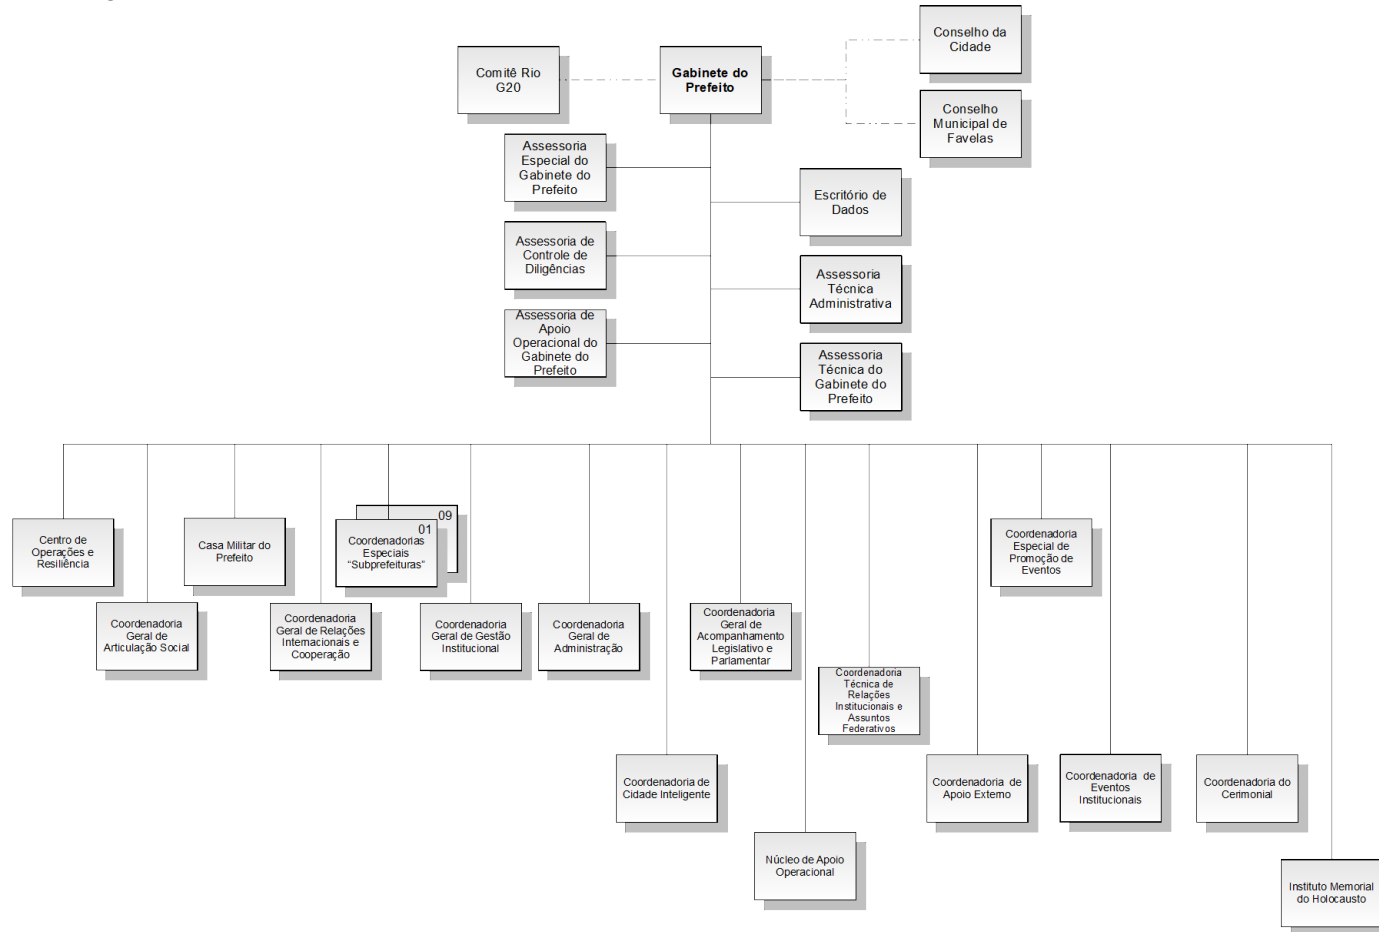 Comitê Rio
G20
Gabinete do
Prefeito
Conselho da
Cidade
Conselho
Municipal de
Favelas
Assessoria
Especial do
Gabinete do
Prefeito
Escritório de
Dados
Assessoria de
Controle de
Diligências
Assessoria
Técnica
Administrativa
Assessoria de
Apoio
Operacional do
Gabinete do
Prefeito
Assessoria
Técnica do
Gabinete do
Prefeito
Centro de
Operações e
Resiliência
Coordenadoria
Geral de
Articulação Social
Casa Militar do
Prefeito
Coordenadoria
Geral de Relações
Internacionais e
Cooperação
09
01
Coordenadorias
Especiais
“Subprefeituras”
Coordenadoria
Geral de Gestão
Institucional
Coordenadoria
Geral de
Administração
Coordenadoria de
Cidade Inteligente
Coordenadoria
Geral de
Acompanhamento
Legislativo e
Parlamentar
Núcleo de Apoio
Operacional
Coordenadoria
Técnica de
Relações
Institucionais e
Assuntos
Federativos
Coordenadoria de
Apoio Externo
Coordenadoria
Especial de
Promoção de
Eventos
Coordenadoria de
Eventos
Institucionais
Coordenadoria do
Cerimonial
Instituto Memorial
do Holocausto